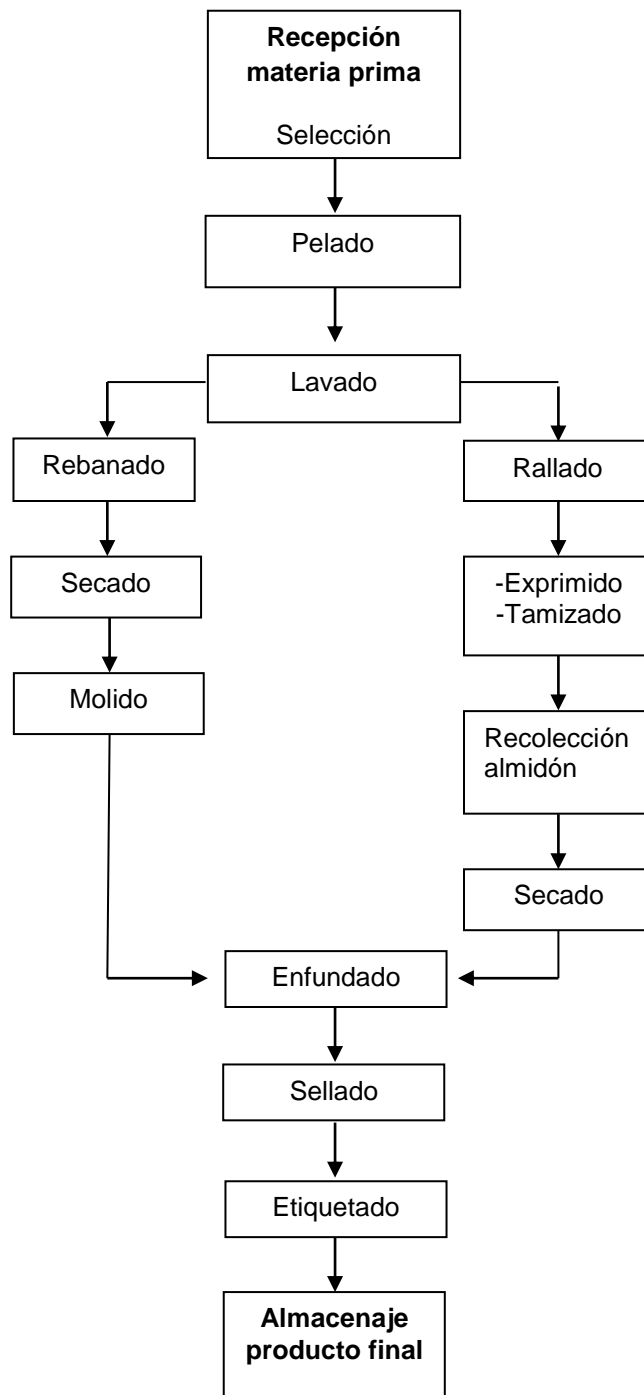 Recepción
materia prima
Selección
Pelado
Lavado
Rebanado
Rallado
Secado
-Exprimido
-Tamizado
Molido
Recolección
almidón
Secado
Enfundado
Sellado
Etiquetado
Almacenaje
producto final